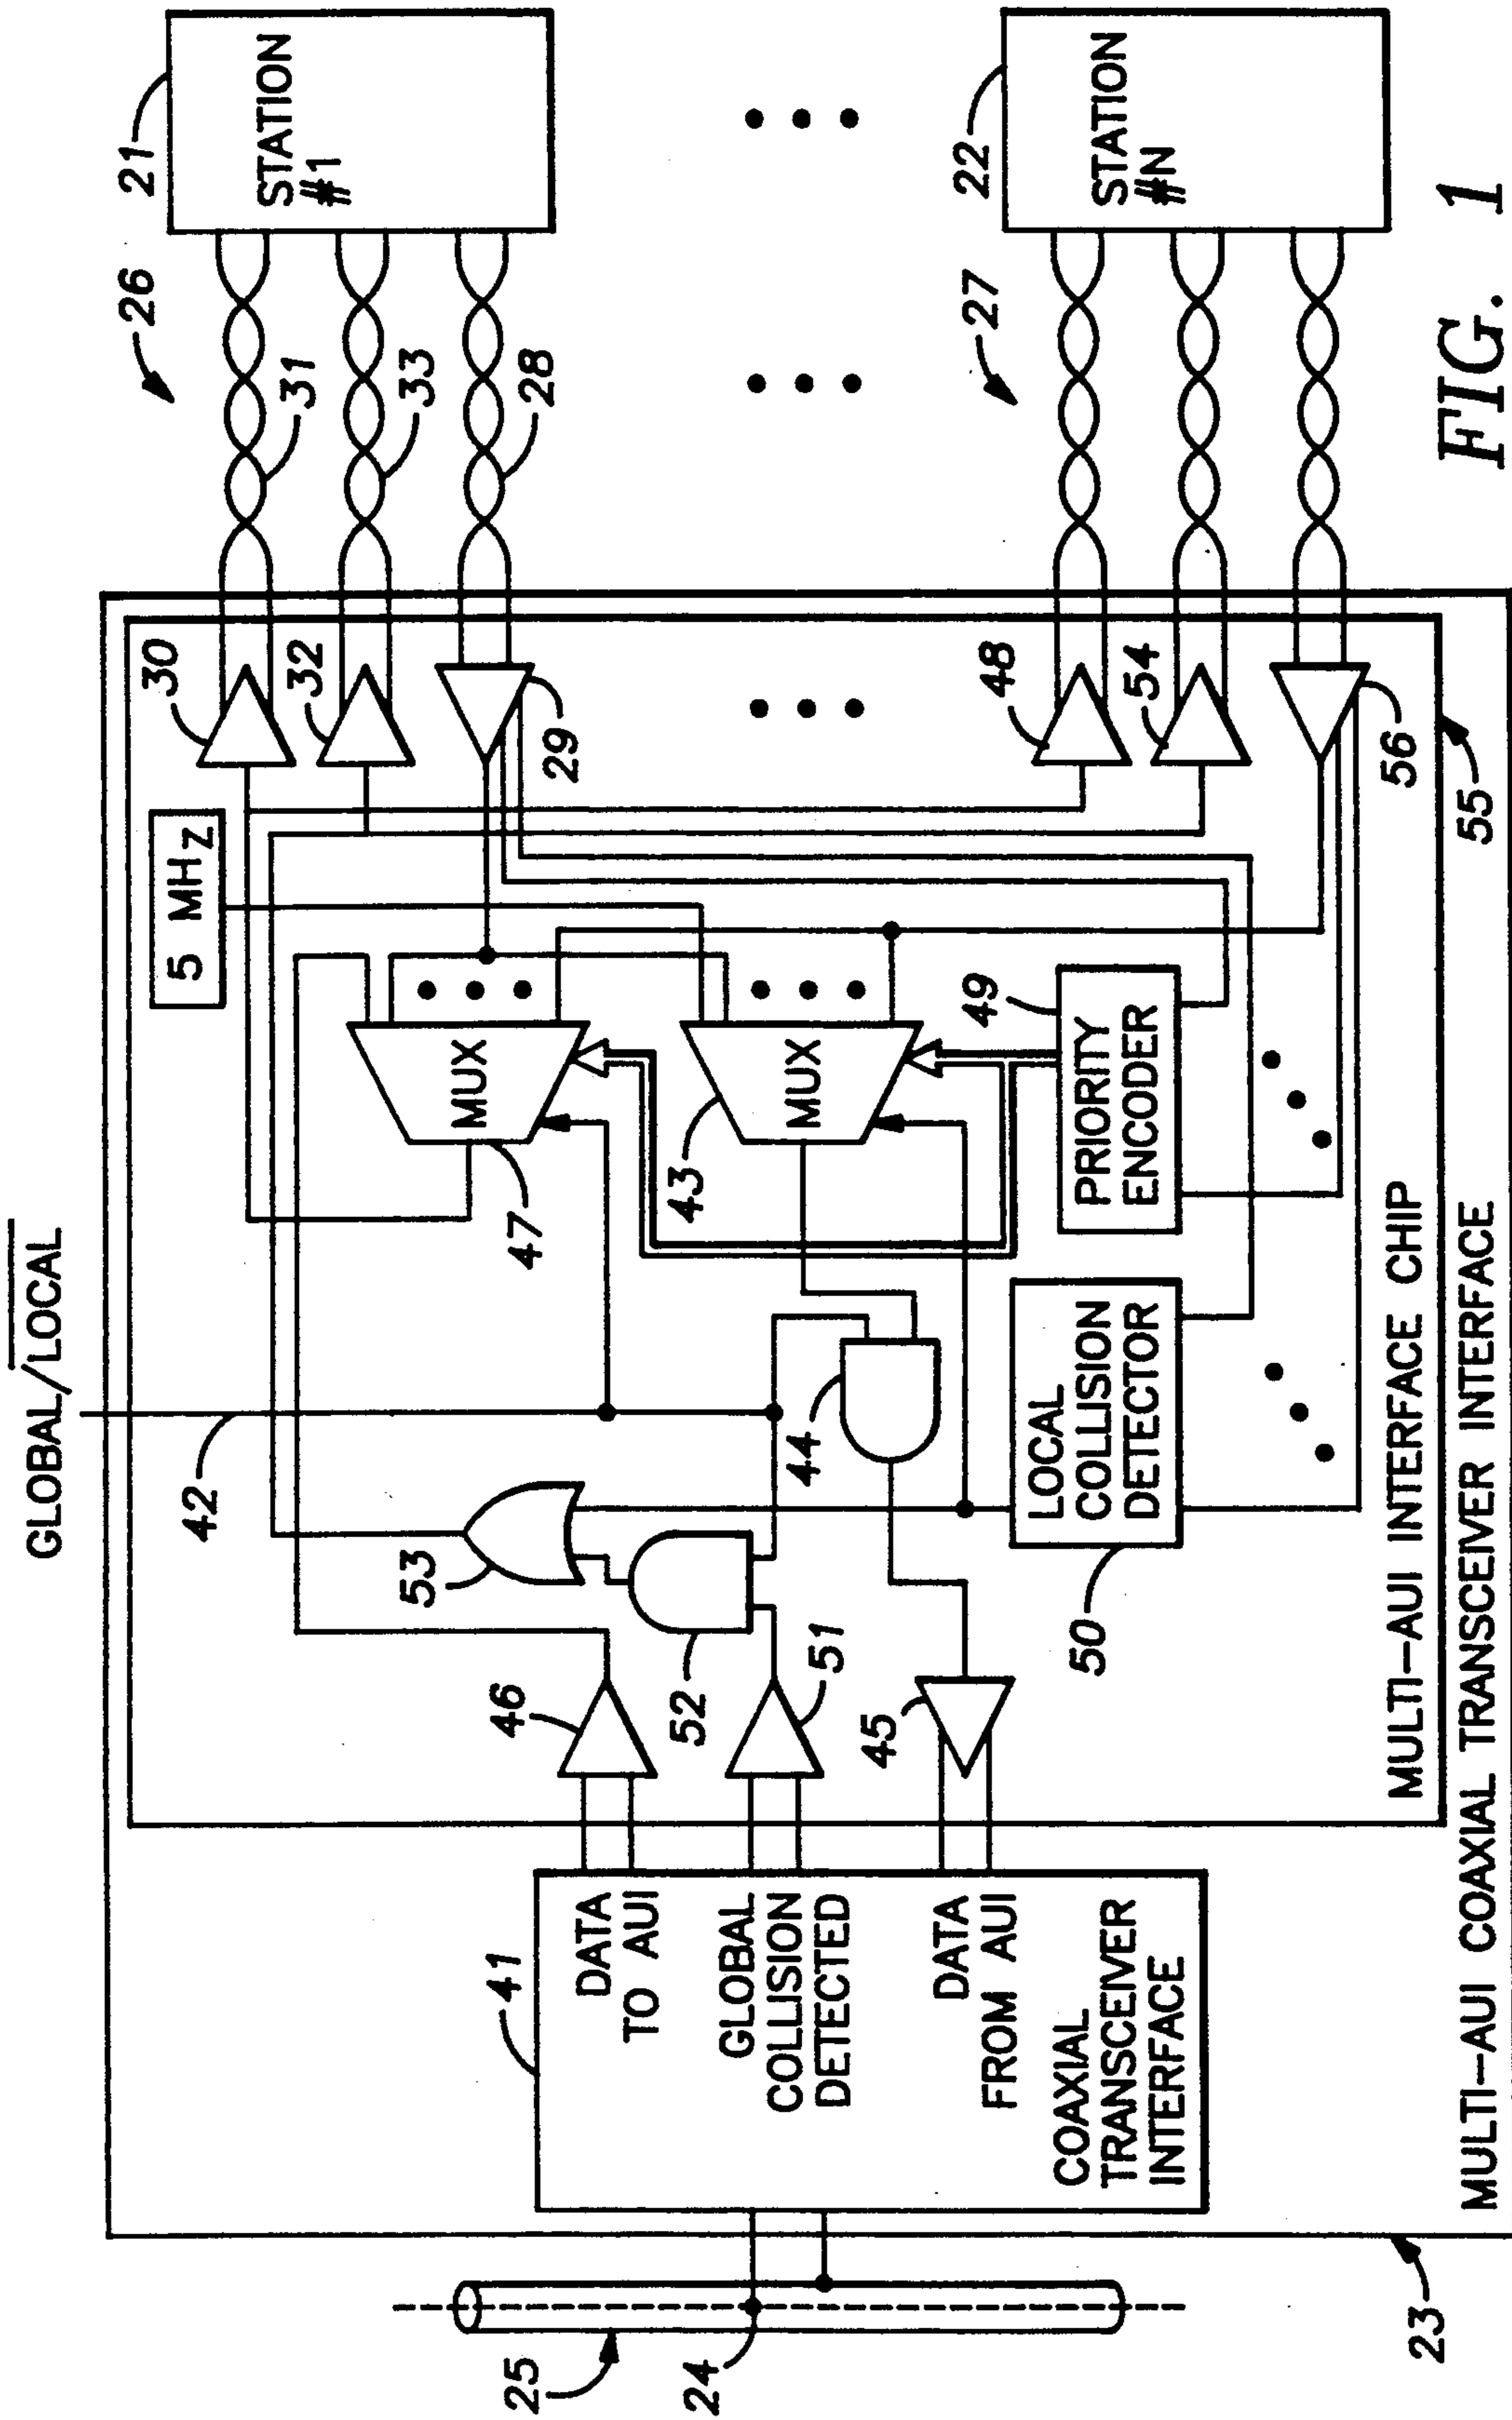 GLOBAL/LOCAL
42
MULTI-AUI COAXIAL TRANSCEIVER INTERFACE
23
MULTI-AUI INTERFACE CHIP
55
25
24
41
DATA
TO AUI
GLOBAL
COLLISION
DETECTED
DATA
FROM AUI
COAXIAL
TRANSCEIVER
INTERFACE
46
51
45
52
53
44
LOCAL
COLLISION
DETECTOR
50
MUX
47
MUX
43
PRIORITY
ENCODER
49
5 MHZ
30
32
29
48
54
56
26
31
33
28
27
21
STATION
#1
22
STATION
#N
FIG. 1